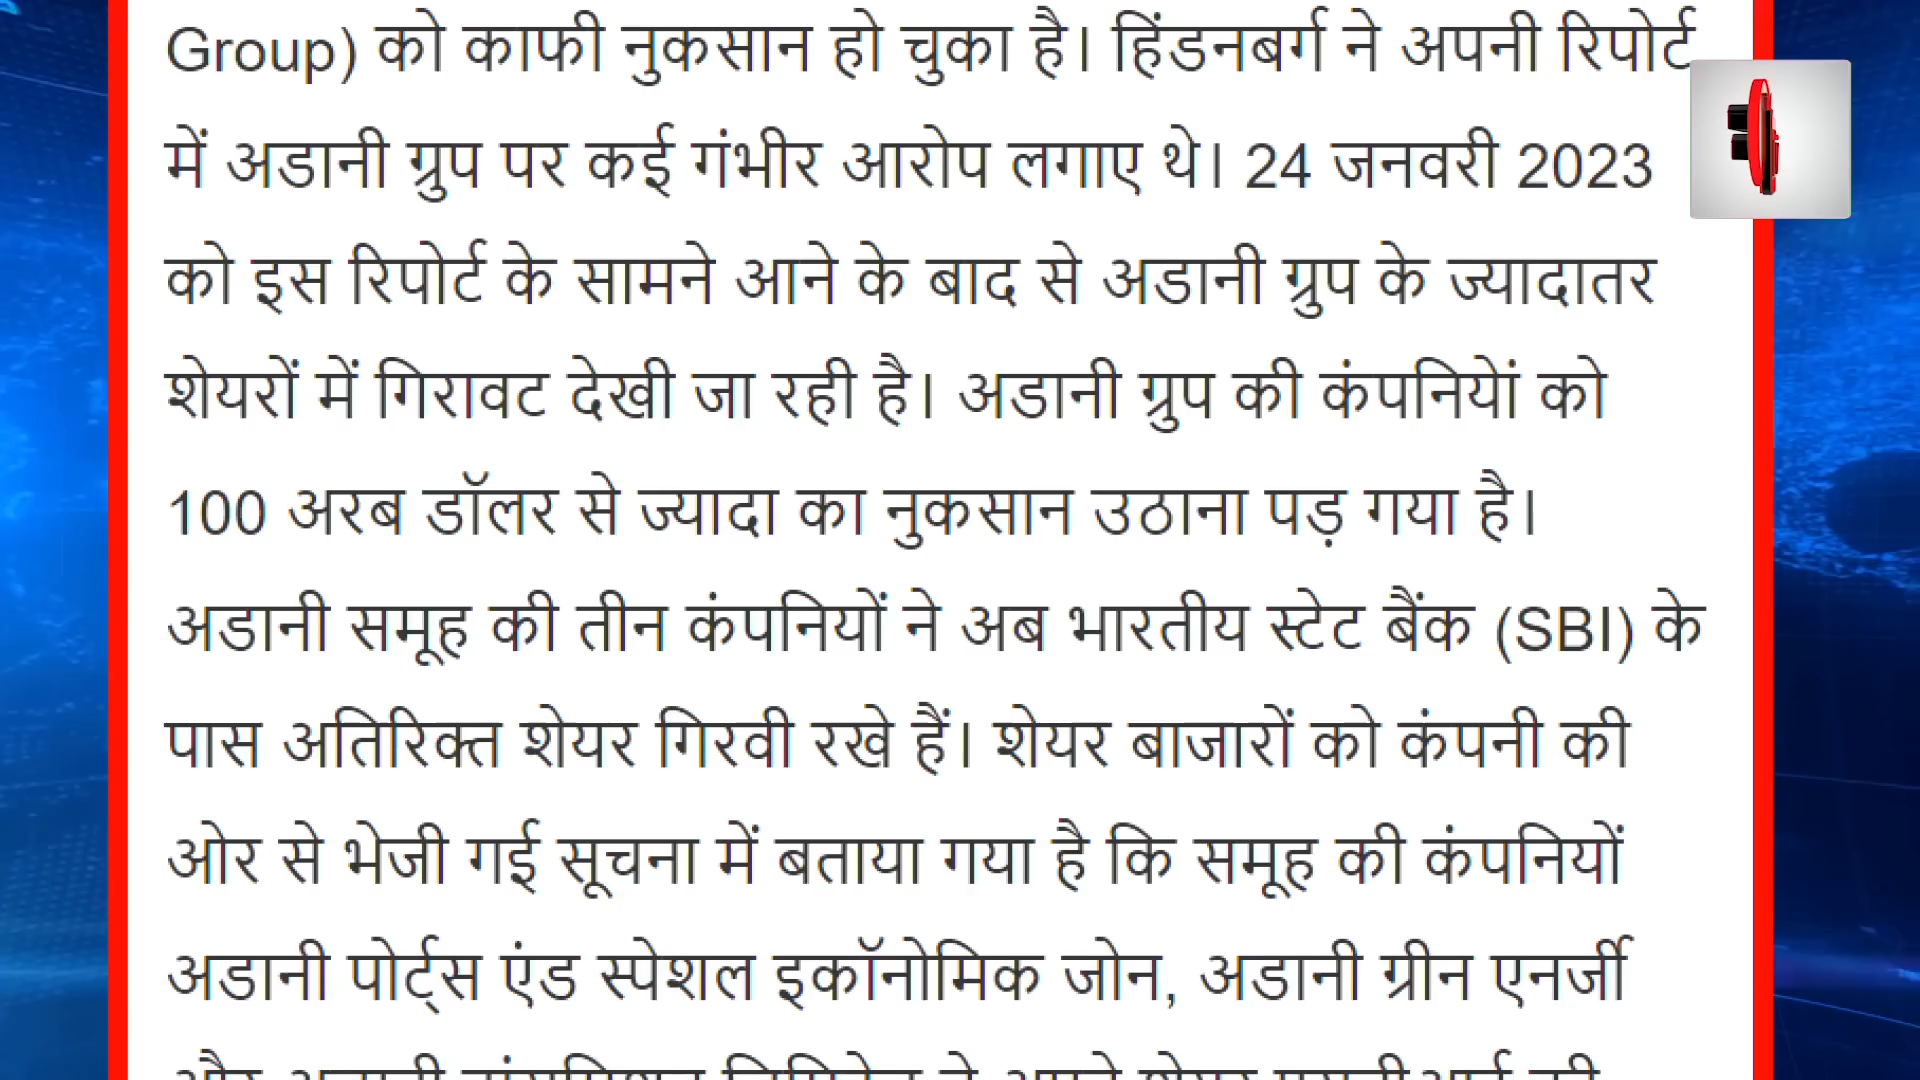 Group) को काफी नुकसान हो चुका है। हिंडनबर्ग ने अपनी रिपोर्ट
में अडानी ग्रुप पर कई गंभीर आरोप लगाए थे। 24 जनवरी 2023
को इस रिपोर्ट के सामने आने के बाद से अडानी ग्रुप के ज्यादातर
शेयरों में गिरावट देखी जा रही है। अडानी ग्रुप की कंपनियेां को
100 अरब डॉलर से ज्यादा का नुकसान उठाना पड़ गया है।
अडानी समूह की तीन कंपनियों ने अब भारतीय स्टेट बैंक (SBI) के
पास अतिरिक्त शेयर गिरवी रखे हैं। शेयर बाजारों को कंपनी की
ओर से भेजी गई सूचना में बताया गया है कि समूह की कंपनियों
अडानी पोर्ट्स एंड स्पेशल इकॉनोमिक जोन, अडानी ग्रीन एनर्जी